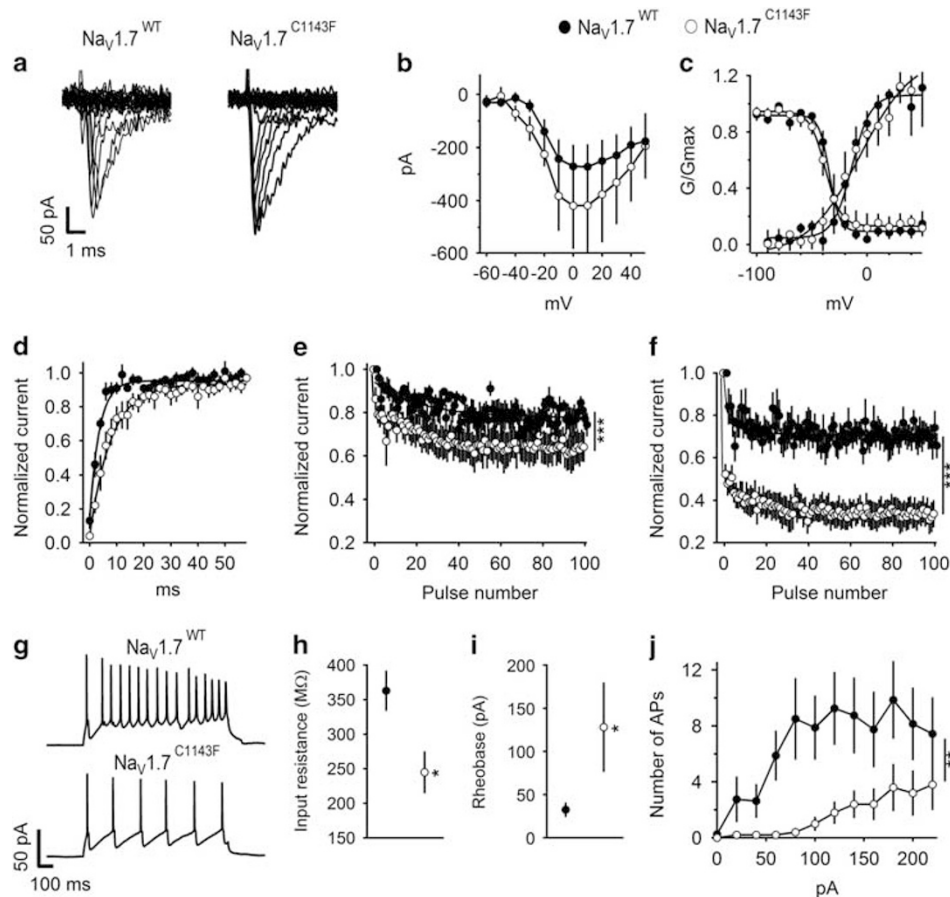 ● NaV1.7WT ○ NaV1.7C1143F
a
NaV1.7WT
NaV1.7C1143F
50 pA
1 ms
b
0
-200
-400
-600
pA
-60 -40 -20 0 20 40
mV
c
1.2
0.8
0.4
0.0
G/Gmax
-100 0
mV
d
1.0
0.8
0.6
0.4
0.2
0.0
Normalized current
0 10 20 30 40 50
ms
e
1.0
0.8
0.6
0.4
0.2
Normalized current
0 20 40 60 80 100
Pulse number
***
f
1.0
0.8
0.6
0.4
0.2
Normalized current
0 20 40 60 80 100
Pulse number
***
g
NaV1.7WT
NaV1.7C1143F
50 pA
100 ms
h
400
350
300
250
200
150
Input resistance (MΩ)
*
i
200
150
100
50
0
Rheobase (pA)
*
j
12
8
4
0
Number of APs
0 50 100 150 200
pA
**